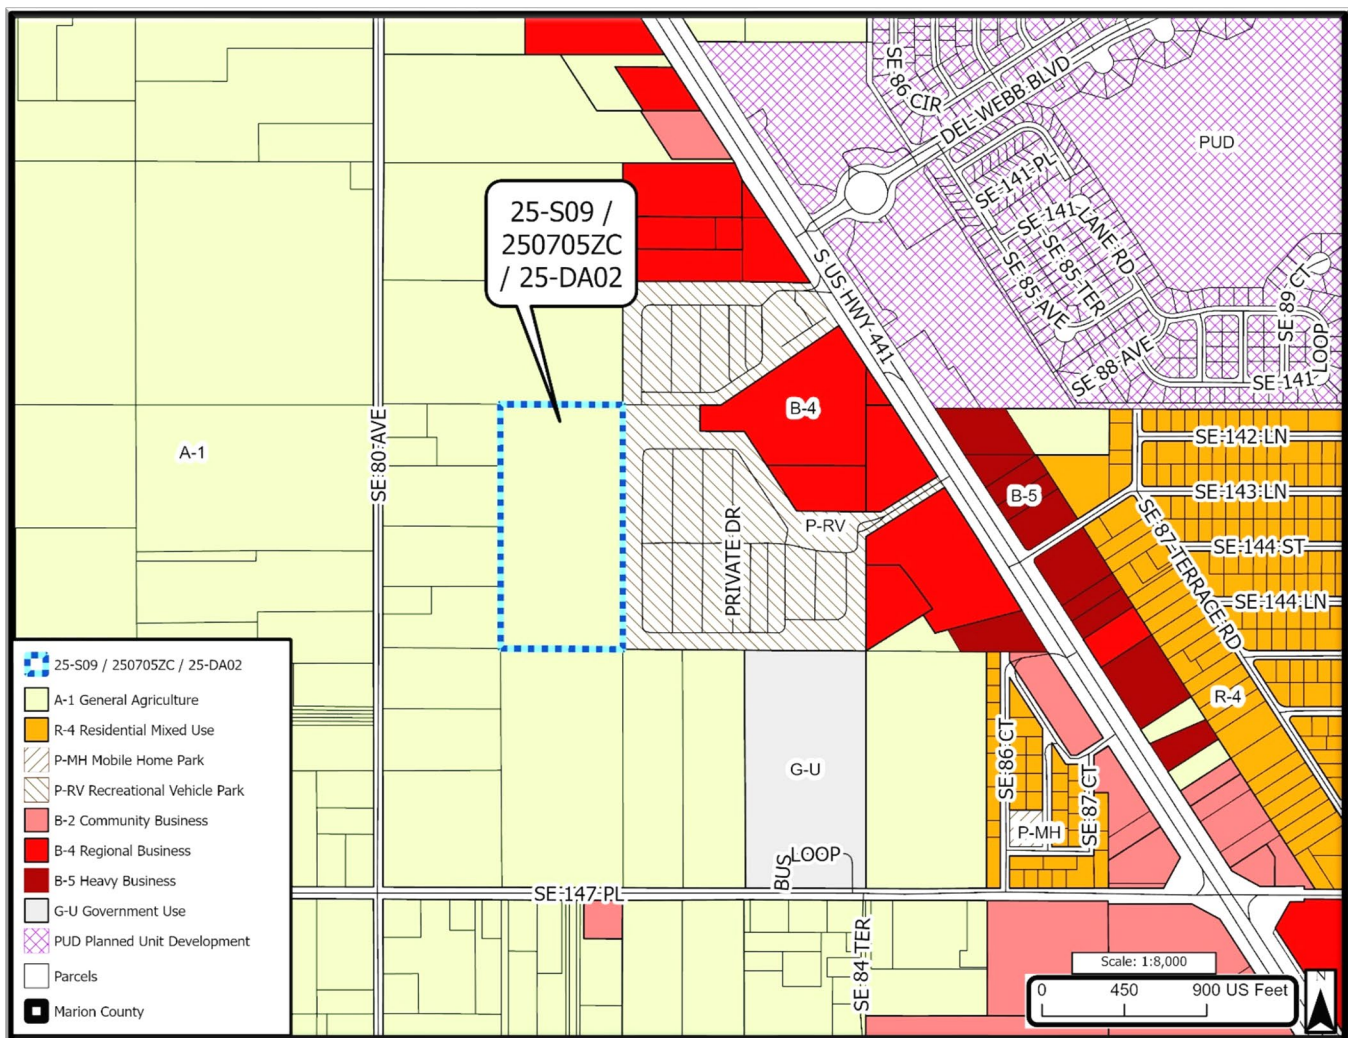 SE 86 CIR
DEL WEBB BLVD
PUD
SE 141 PL
25-S09 /
250705ZC
/ 25-DA02
SE 141 LANE RD
SE 85 TER
SE 85 AVE
S US HWY 441
SE 89 CT
SE 88 AVE
SE 141 LOOP
B-4
SE 142 LN
A-1
SE 80 AVE
B-5
SE 143 LN
P-RV
PRIVATE DR
SE 87 TERRACE RD
SE 144 ST
SE 144 LN
R-4
G-U
SE 86 CT
SE 87 CT
P-MH
BUS LOOP
SE 147 PL
SE 84 TER
25-S09 / 250705ZC / 25-DA02
A-1 General Agriculture
R-4 Residential Mixed Use
P-MH Mobile Home Park
P-RV Recreational Vehicle Park
B-2 Community Business
B-4 Regional Business
B-5 Heavy Business
G-U Government Use
PUD Planned Unit Development
Parcels
Marion County
Scale: 1:8,000
0 450 900 US Feet
N